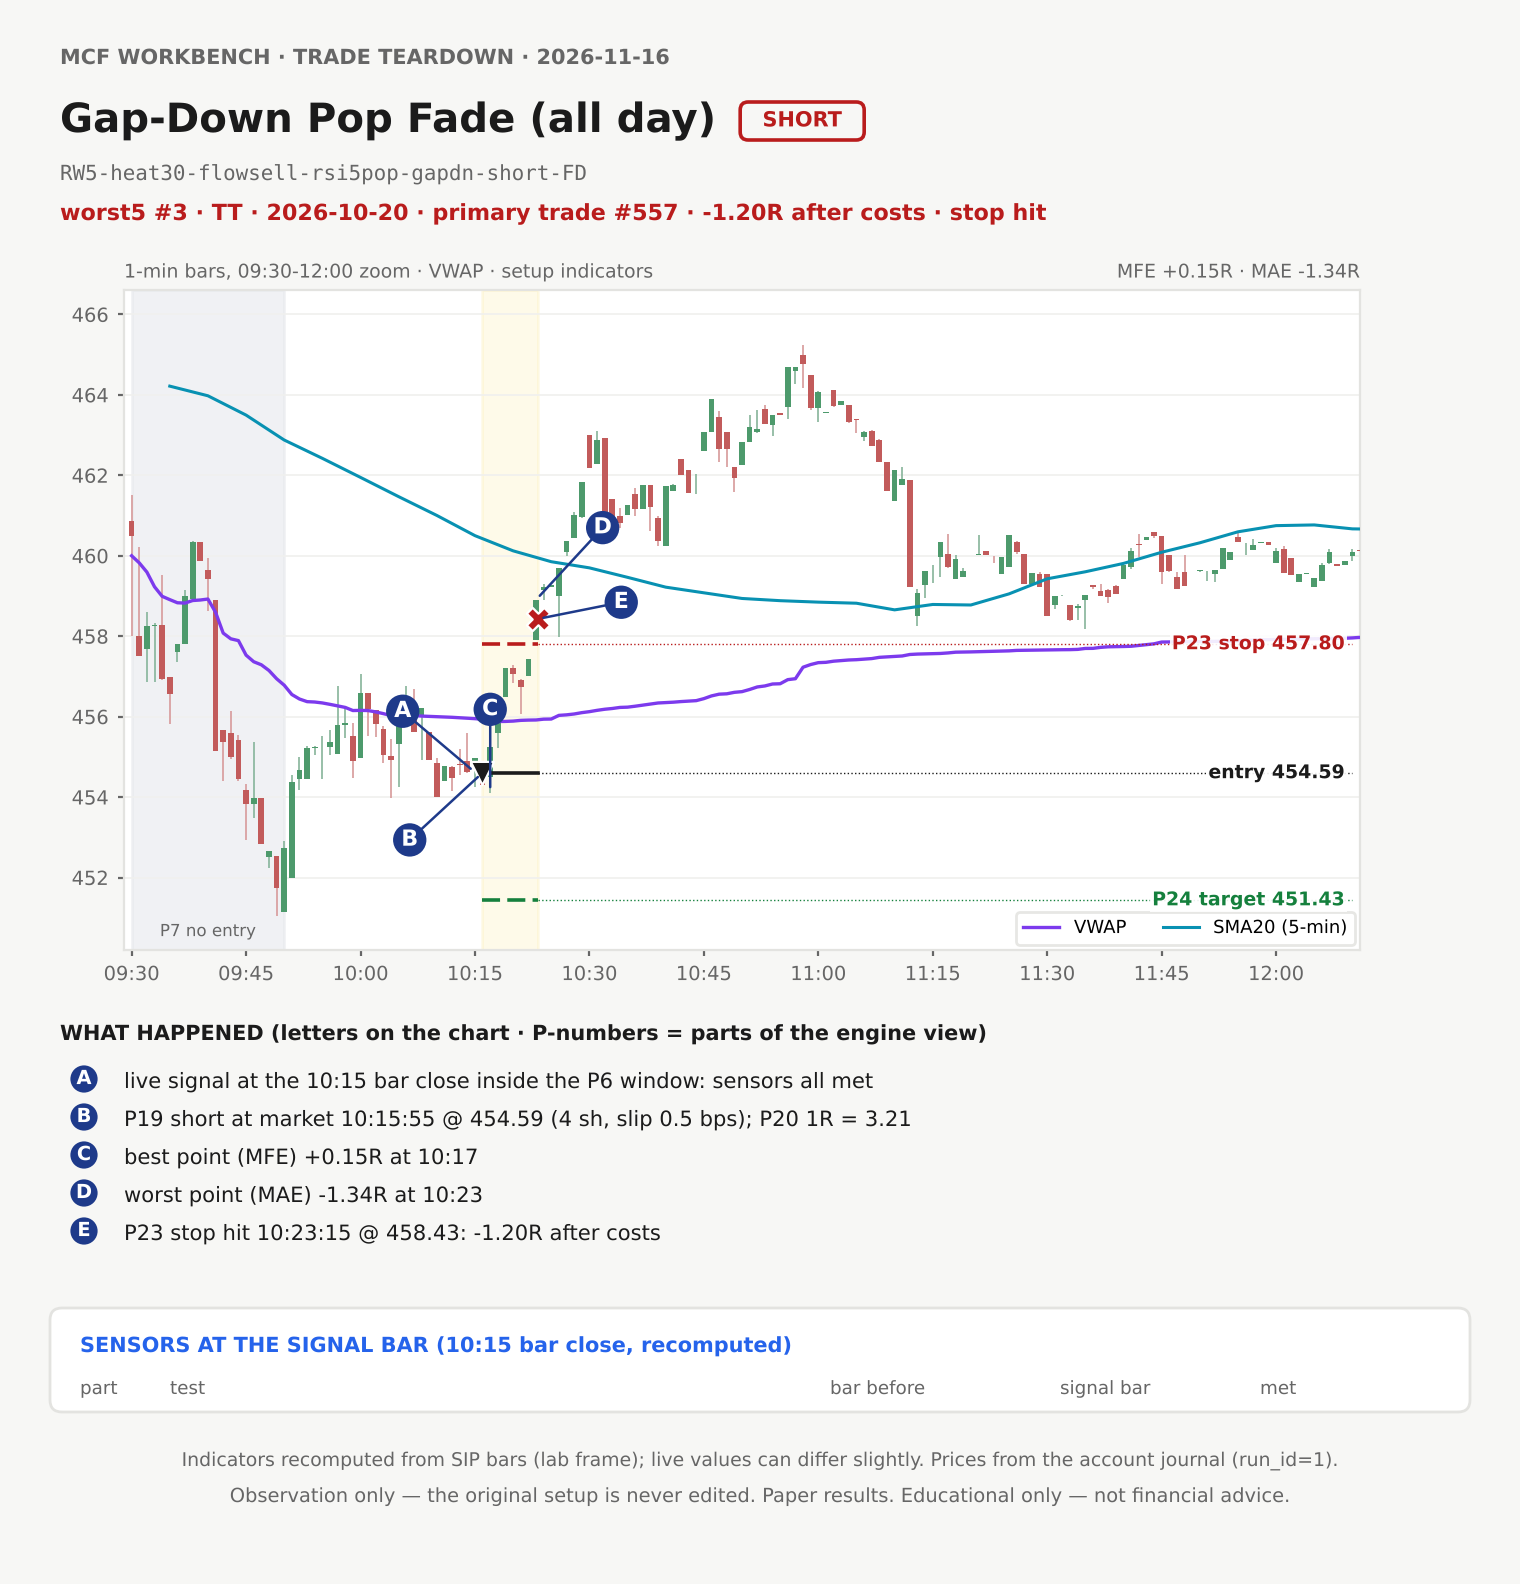 MCF WORKBENCH · TRADE TEARDOWN · 2026-11-16
Gap-Down Pop Fade (all day) SHORT
RW5-heat30-flowsell-rsi5pop-gapdn-short-FD
worst5 #3 · TT · 2026-10-20 · primary trade #557 · -1.20R after costs · stop hit
1-min bars, 09:30-12:00 zoom · VWAP · setup indicators
MFE +0.15R · MAE -1.34R
466
464
462
460
458
456
454
452
D
E
A
C
B
P23 stop 457.80
entry 454.59
P24 target 451.43
P7 no entry
VWAP SMA20 (5-min)
09:30 09:45 10:00 10:15 10:30 10:45 11:00 11:15 11:30 11:45 12:00
WHAT HAPPENED (letters on the chart · P-numbers = parts of the engine view)
A live signal at the 10:15 bar close inside the P6 window: sensors all met
B P19 short at market 10:15:55 @ 454.59 (4 sh, slip 0.5 bps); P20 1R = 3.21
C best point (MFE) +0.15R at 10:17
D worst point (MAE) -1.34R at 10:23
E P23 stop hit 10:23:15 @ 458.43: -1.20R after costs
SENSORS AT THE SIGNAL BAR (10:15 bar close, recomputed)
part test bar before signal bar met
Indicators recomputed from SIP bars (lab frame); live values can differ slightly. Prices from the account journal (run_id=1).
Observation only — the original setup is never edited. Paper results. Educational only — not financial advice.